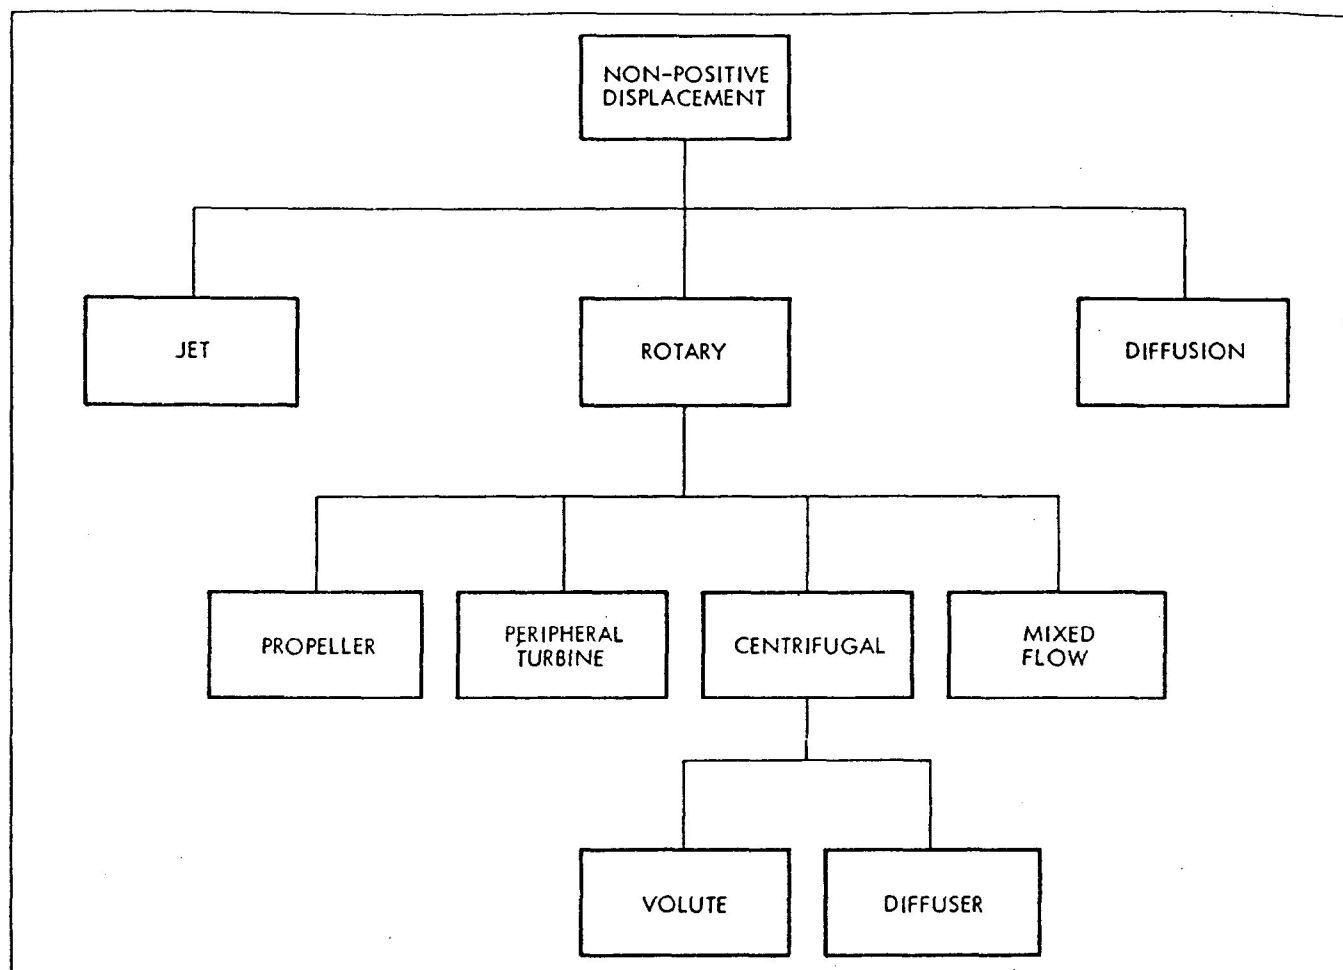 NON-POSITIVE
DISPLACEMENT
JET
ROTARY
DIFFUSION
PROPELLER
PERIPHERAL
TURBINE
CENTRIFUGAL
MIXED
FLOW
VOLUTE
DIFFUSER